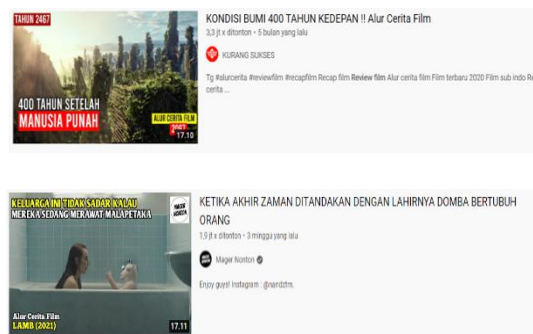 TAHUN 2467
400 TAHUN SETELAH
MANUSIA PUNAH
ALUR CERITA FILM
2067
17.10
KONDISI BUMI 400 TAHUN KEDEPAN !! Alur Cerita Film
3,3 jt x ditonton • 5 bulan yang lalu
KURANG SUKSES
Tg #alurcerita #reviewfilm #recapfilm Recap film Review film Alur cerita film Film terbaru 2020 Film sub indo Re
cerita ...
KELUARGA INI TIDAK SADAR KALAU
MEREKA SEDANG MERAWAT MALAPETAKA
MAGER
NONTON
Alur Cerita Film
LAMB (2021)
17.11
KETIKA AKHIR ZAMAN DITANDAKAN DENGAN LAHIRNYA DOMBA BERTUBUH
ORANG
1,9 jt x ditonton • 3 minggu yang lalu
Mager Nonton
Enjoy guys! Instagram : @nandzfm.